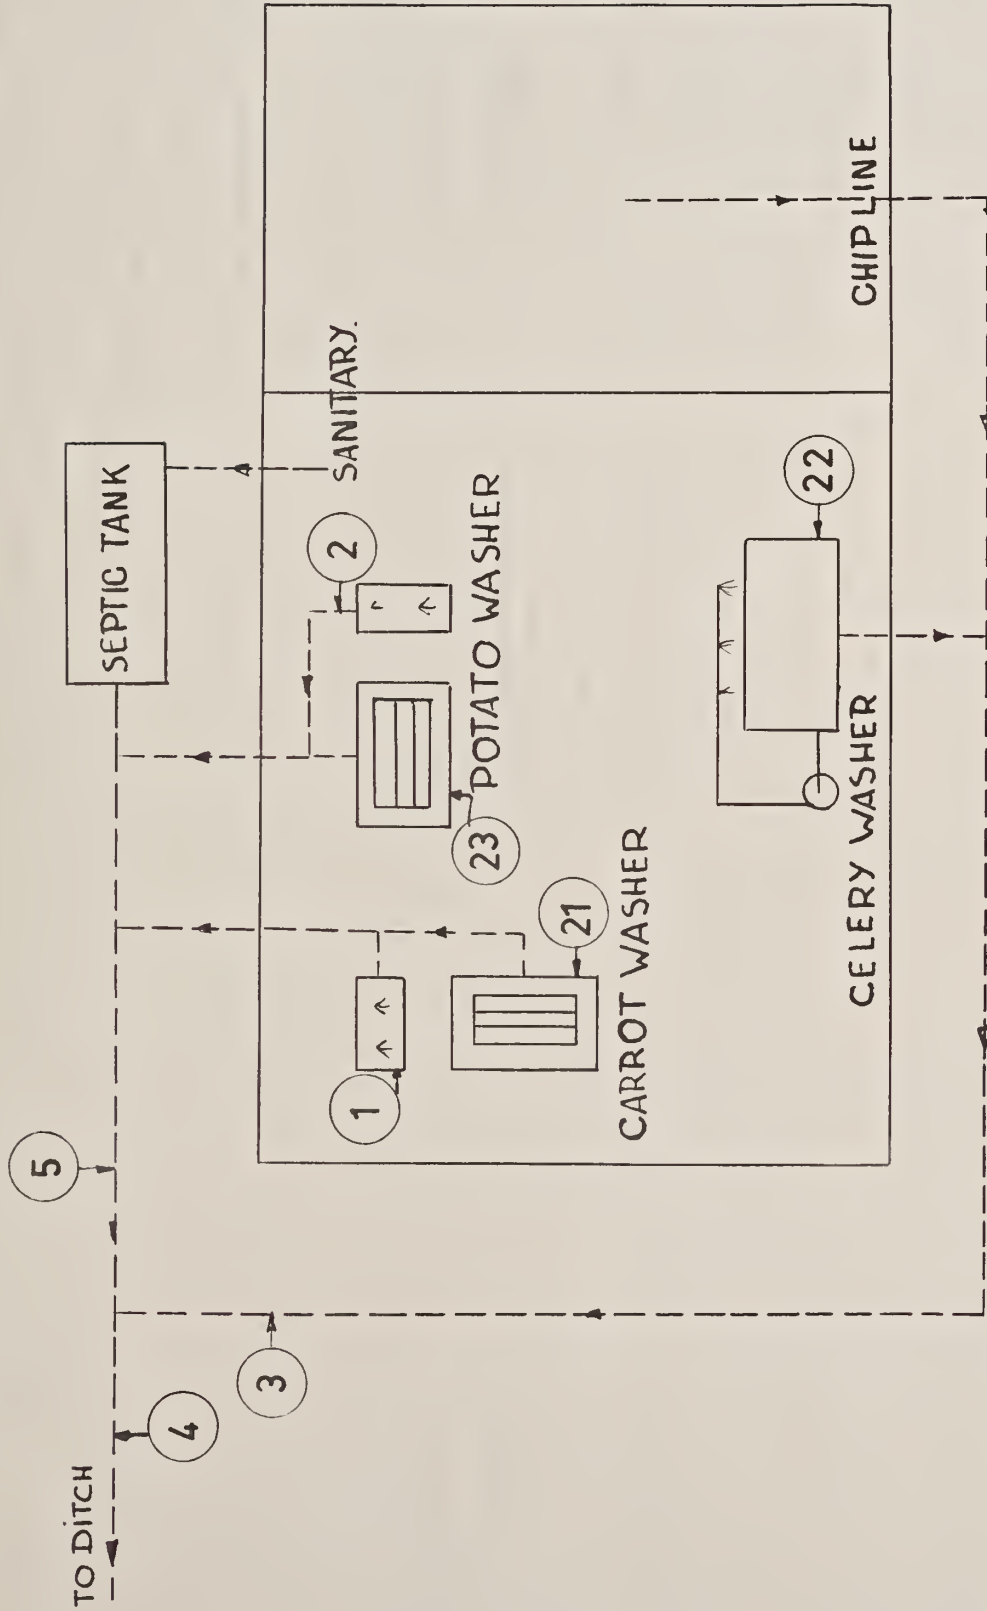 TO DITCH
4
3
5
SEPTIC TANK
SANITARY.
1
2
23
POTATO WASHER
21
CARROT WASHER
22
CELERY WASHER
CHIP LINE